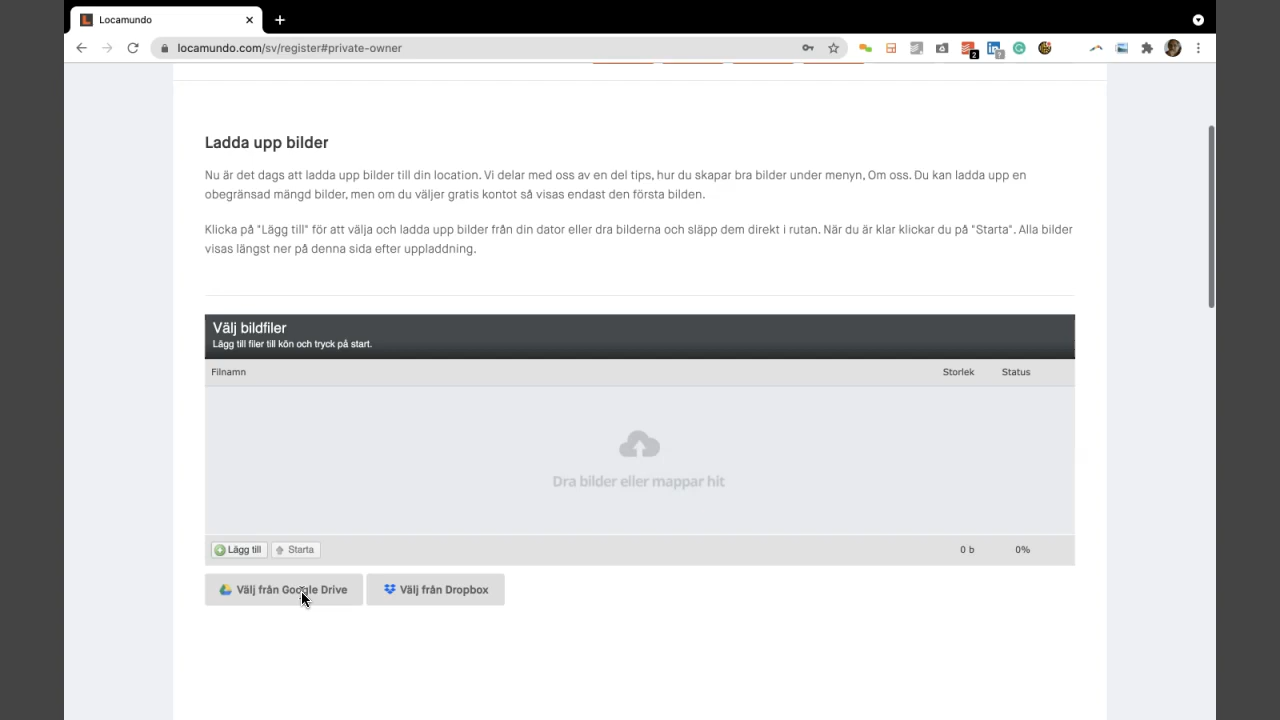 Locamundo
locamundo.com/sv/register#private-owner
2
7
Ladda upp bilder
Nu är det dags att ladda upp bilder till din location. Vi delar med oss av en del tips, hur du skapar bra bilder under menyn, Om oss. Du kan ladda upp en
obegränsad mängd bilder, men om du väljer gratis kontot så visas endast den första bilden.
Klicka på "Lägg till" för att välja och ladda upp bilder från din dator eller dra bilderna och släpp dem direkt i rutan. När du är klar klickar du på "Starta". Alla bilder
visas längst ner på denna sida efter uppladdning.
Välj bildfiler
Lägg till filer till kön och tryck på start.
Filnamn Storlek Status
Dra bilder eller mappar hit
Lägg till Starta 0 b 0%
Välj från Google Drive Välj från Dropbox